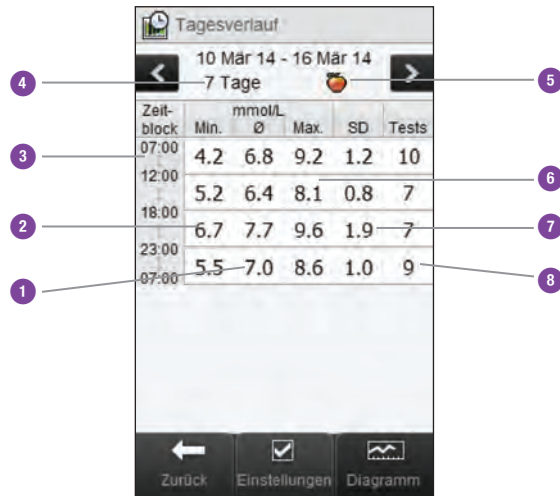 Tagesverlauf
10 Mär 14 - 16 Mär 14
7 Tage
4
5
Zeit-
block
mmol/L
Min. Ø Max. SD Tests
07:00
3
4.2 6.8 9.2 1.2 10
12:00
6
5.2 6.4 8.1 0.8 7
18:00
2
6.7 7.7 9.6 1.9 7
7
23:00
1
5.5 7.0 8.6 1.0 9
8
07:00
Zurück Einstellungen Diagramm